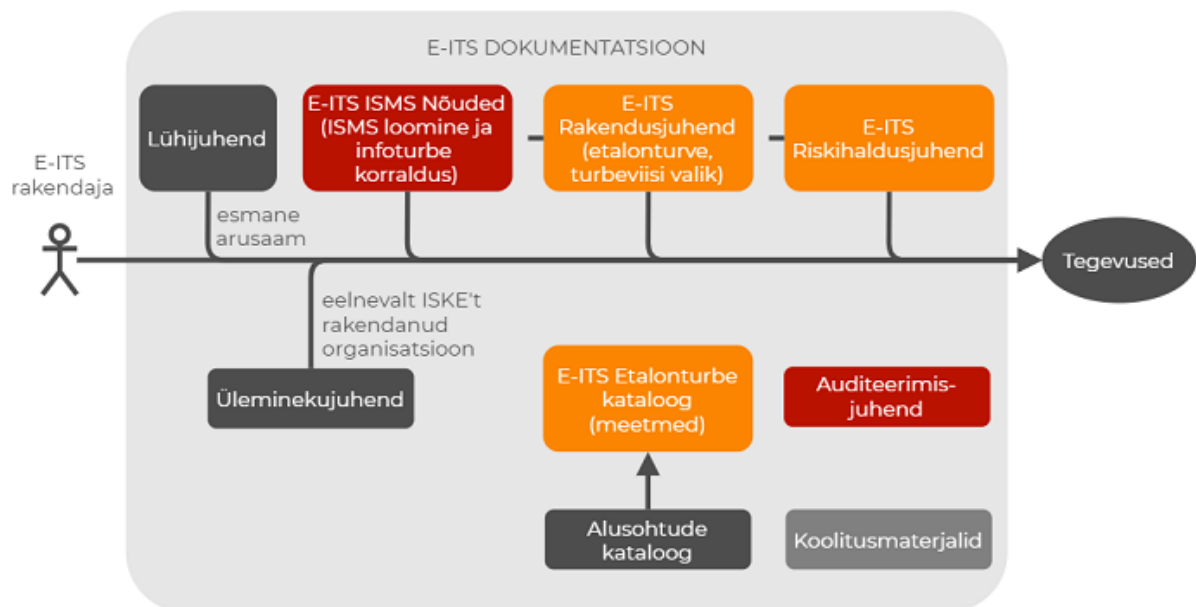 E-ITS DOKUMENTATSIOON
Lühijuhend
E-ITS ISMS Nõuded
(ISMS loomine ja
infoturbe
korraldus)
E-ITS
Rakendusjuhend
(etalonturve,
turbeviisi valik)
E-ITS
Riskihaldusjuhend
E-ITS
rakendaja
esmane
arusaam
Tegevused
eelnevalt ISKE't
rakendanud
organisatsioon
Üleminekujuhend
E-ITS Etalonturbe
kataloog
(meetmed)
Auditeerimis-
juhend
Alusohtude
kataloog
Koolitusmaterjalid